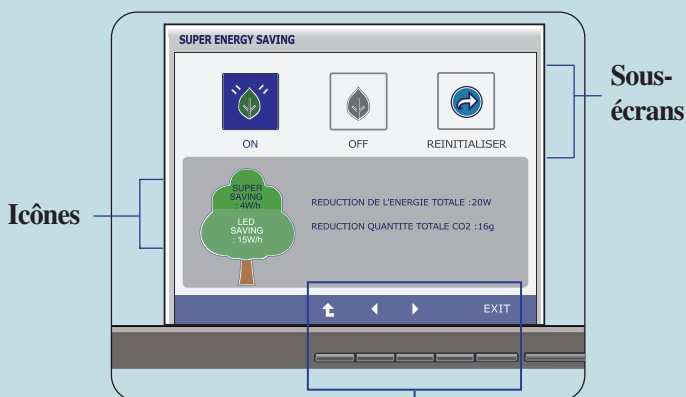 SUPER ENERGY SAVING
Sous-
écrans
ON
OFF
REINITIALISER
Icônes
SUPER
SAVING
: 4W/h
LED
SAVING
: 15W/h
REDUCTION DE L'ENERGIE TOTALE :20W
REDUCTION QUANTITE TOTALE CO2 :16g
EXIT